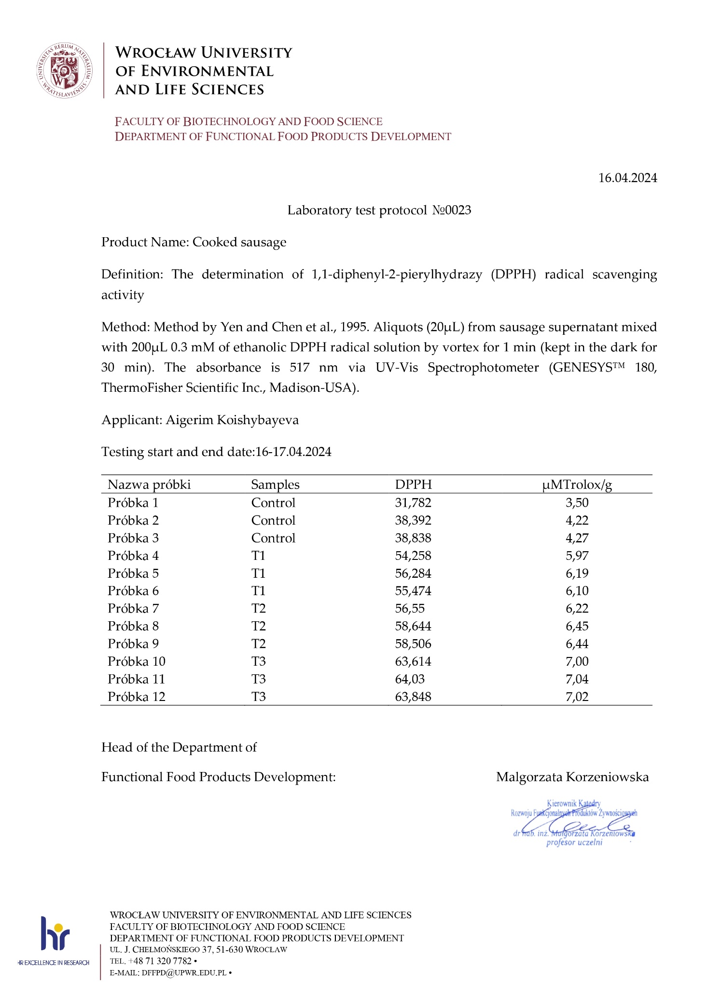 UNIVERSITAS RERUM NATURALIUM
· WRATISLAVIENSIS ·
W
WROCŁAW UNIVERSITY
OF ENVIRONMENTAL
AND LIFE SCIENCES
FACULTY OF BIOTECHNOLOGY AND FOOD SCIENCE
DEPARTMENT OF FUNCTIONAL FOOD PRODUCTS DEVELOPMENT
16.04.2024
Laboratory test protocol №0023
Product Name: Cooked sausage
Definition: The determination of 1,1-diphenyl-2-pierylhydrazy (DPPH) radical scavenging
activity
Method: Method by Yen and Chen et al., 1995. Aliquots (20µL) from sausage supernatant mixed
with 200µL 0.3 mM of ethanolic DPPH radical solution by vortex for 1 min (kept in the dark for
30 min). The absorbance is 517 nm via UV-Vis Spectrophotometer (GENESYS™ 180,
ThermoFisher Scientific Inc., Madison-USA).
Applicant: Aigerim Koishybayeva
Testing start and end date:16-17.04.2024
Nazwa próbki Samples DPPH µMTrolox/g
Próbka 1 Control 31,782 3,50
Próbka 2 Control 38,392 4,22
Próbka 3 Control 38,838 4,27
Próbka 4 T1 54,258 5,97
Próbka 5 T1 56,284 6,19
Próbka 6 T1 55,474 6,10
Próbka 7 T2 56,55 6,22
Próbka 8 T2 58,644 6,45
Próbka 9 T2 58,506 6,44
Próbka 10 T3 63,614 7,00
Próbka 11 T3 64,03 7,04
Próbka 12 T3 63,848 7,02
Head of the Department of
Functional Food Products Development: Malgorzata Korzeniowska
Kierownik Katedry
Rozwoju Funkcjonalnych Produktów Żywnościowych
dr hab. inż. Małgorzata Korzeniowska
profesor uczelni
hr
HR EXCELLENCE IN RESEARCH
WROCŁAW UNIVERSITY OF ENVIRONMENTAL AND LIFE SCIENCES
FACULTY OF BIOTECHNOLOGY AND FOOD SCIENCE
DEPARTMENT OF FUNCTIONAL FOOD PRODUCTS DEVELOPMENT
UL. J. CHEŁMOŃSKIEGO 37, 51-630 WROCŁAW
TEL. +48 71 320 7782 •
E-MAIL: DFFPD@UPWR.EDU.PL •